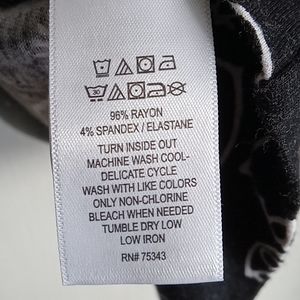 96% RAYON
4% SPANDEX / ELASTANE
TURN INSIDE OUT
MACHINE WASH COOL-
DELICATE CYCLE
WASH WITH LIKE COLORS
ONLY NON-CHLORINE
BLEACH WHEN NEEDED
TUMBLE DRY LOW
LOW IRON
RN# 75343